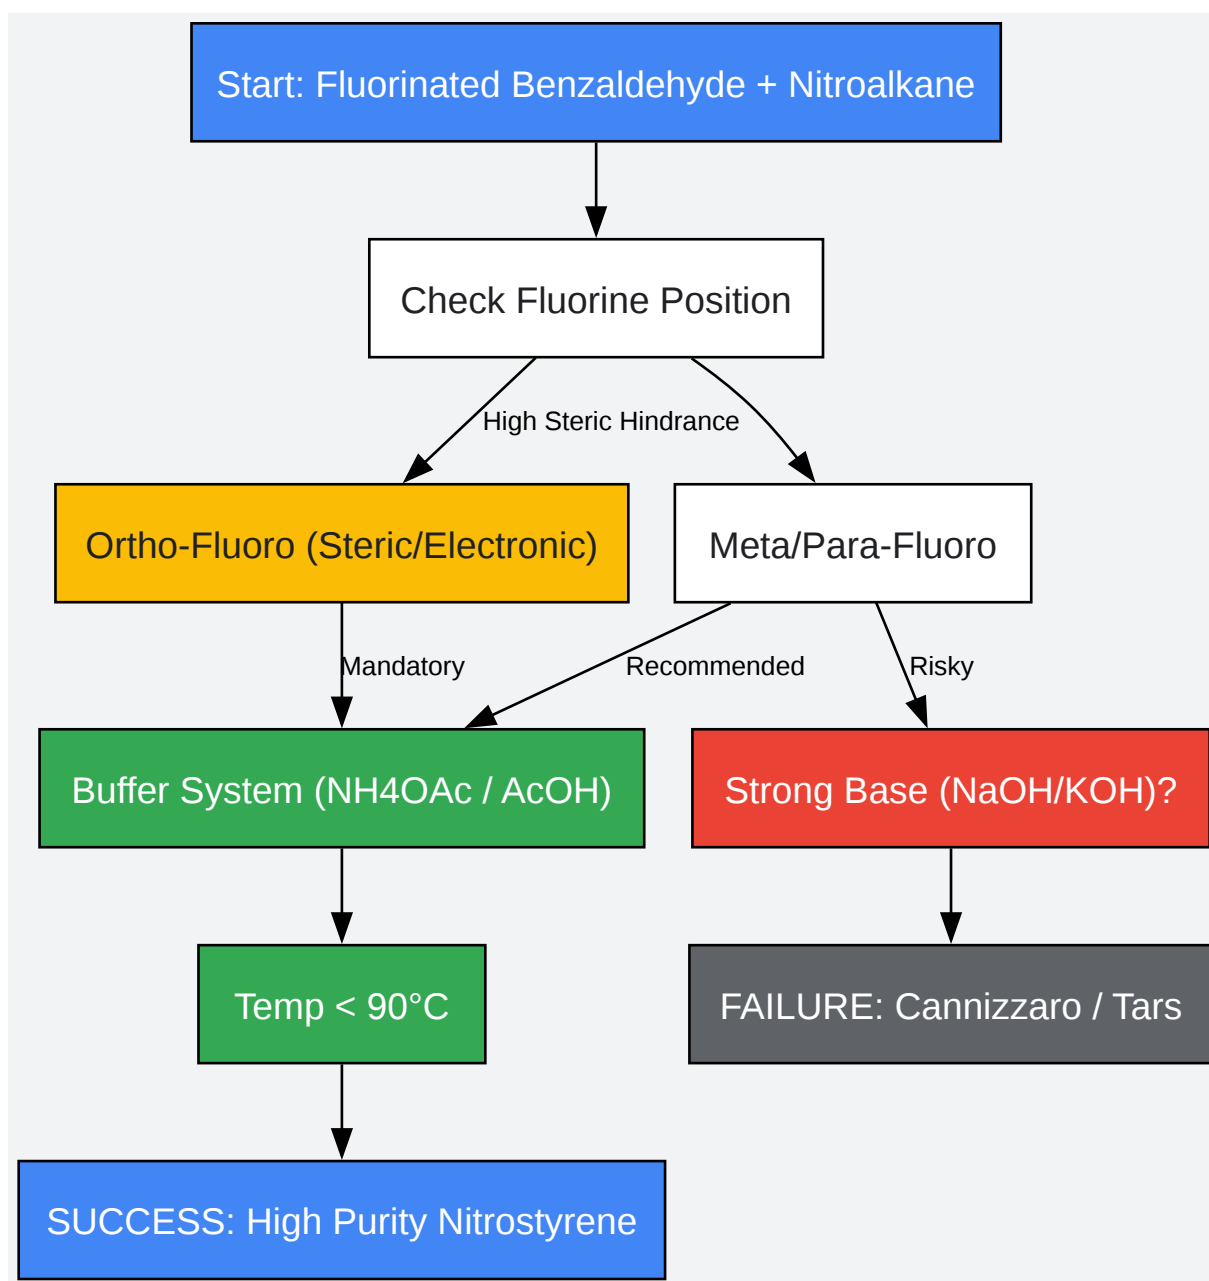 Start: Fluorinated Benzaldehyde + Nitroalkane
Check Fluorine Position
High Steric Hindrance
Ortho-Fluoro (Steric/Electronic)
Meta/Para-Fluoro
Mandatory
Recommended
Risky
Buffer System (NH4OAc / AcOH)
Strong Base (NaOH/KOH)?
Temp < 90°C
FAILURE: Cannizzaro / Tars
SUCCESS: High Purity Nitrostyrene